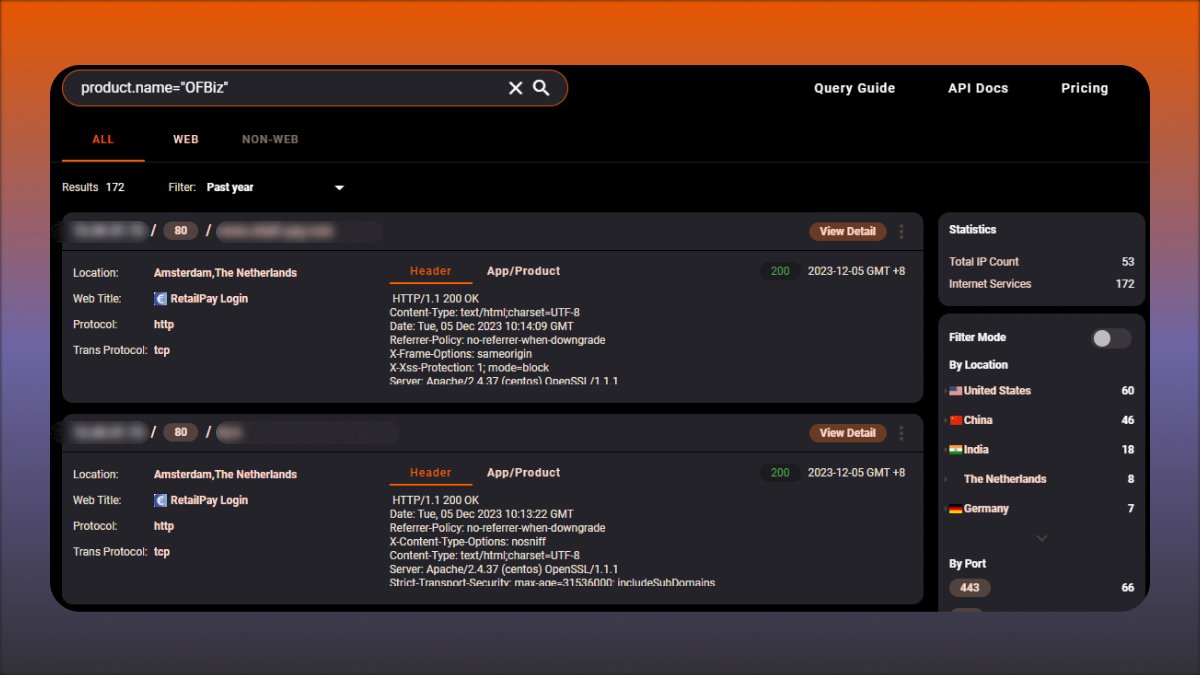 product.name="OFBiz"
Query Guide
API Docs
Pricing
ALL
WEB
NON-WEB
Results 172
Filter: Past year
/ 80 /
View Detail
Location: Amsterdam,The Netherlands
Web Title: RetailPay Login
Protocol: http
Trans Protocol: tcp
Header
App/Product
200 2023-12-05 GMT +8
HTTP/1.1 200 OK
Content-Type: text/html;charset=UTF-8
Date: Tue, 05 Dec 2023 10:14:09 GMT
Referrer-Policy: no-referrer-when-downgrade
X-Frame-Options: sameorigin
X-Xss-Protection: 1; mode=block
Server: Apache/2.4.37 (centos) OpenSSL/1.1.1
/ 80 /
View Detail
Location: Amsterdam,The Netherlands
Web Title: RetailPay Login
Protocol: http
Trans Protocol: tcp
Header
App/Product
200 2023-12-05 GMT +8
HTTP/1.1 200 OK
Date: Tue, 05 Dec 2023 10:13:22 GMT
Referrer-Policy: no-referrer-when-downgrade
X-Content-Type-Options: nosniff
Content-Type: text/html;charset=UTF-8
Server: Apache/2.4.37 (centos) OpenSSL/1.1.1
Strict-Transport-Security: max-age=31536000; includeSubDomains
Statistics
Total IP Count 53
Internet Services 172
Filter Mode
By Location
United States 60
China 46
India 18
The Netherlands 8
Germany 7
By Port
443 66